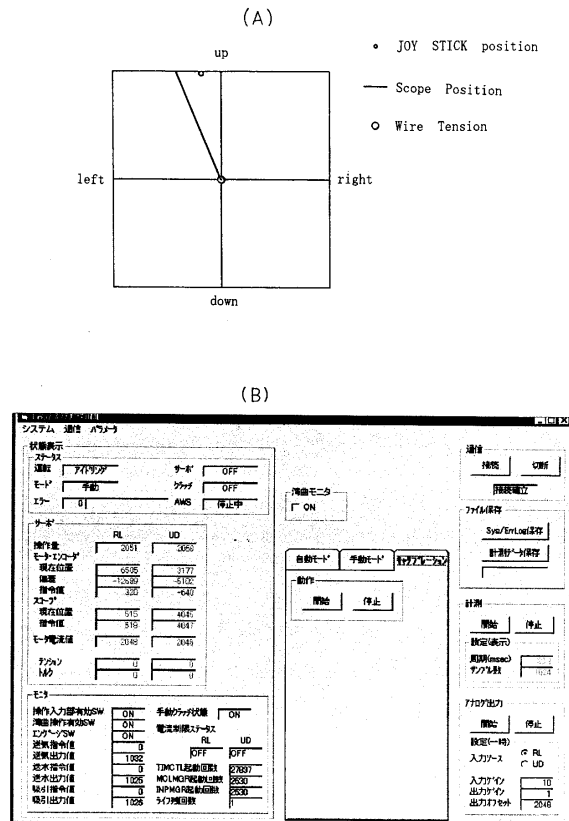 (A)
up
JOY STICK position
Scope Position
Wire Tension
left
right
down
(B)
システム 通信 パラメータ
状態表示
ステータス
運転 アイドリング サーボ OFF
モード 手動 クラッチ OFF
エラー 0 AWS 停止中
サーボ
RL UD
操作量 2051
モータ・エンコーダ
現在位置 6505 3177
偏差
指令値 320 -640
スコープ
現在位置 515 4045
指令値 519 4047
モータ電流値 2048 2048
テンション 0 0
トルク 0 0
モニタ
操作入力部有効SW ON 手動クラッチ状態 ON
湾曲操作有効SW ON 電流制限ステータス
エンゲージSW ON RL UD
送気指令値 0 OFF OFF
送気出力値 1032 TIMCTL起動回数 27897
送水指令値 0 MCLMGR起動回数 2530
送水出力値 1025 INPMGR起動回数 2530
吸引指令値 0 ライフ残回数 1
吸引出力値 1026
湾曲モニタ
ON
自動モード 手動モード キャリブレーション
動作
開始 停止
通信
接続 切断
接続確立
ファイル保存
Sys/ErrLog保存
計測データ保存
計測
開始 停止
設定(表示)
周期(msec)
サンプル数 1024
アナログ出力
開始 停止
設定(一時)
入力ソース RL
UD
入力ゲイン 10
出力ゲイン 1
出力オフセット 2048